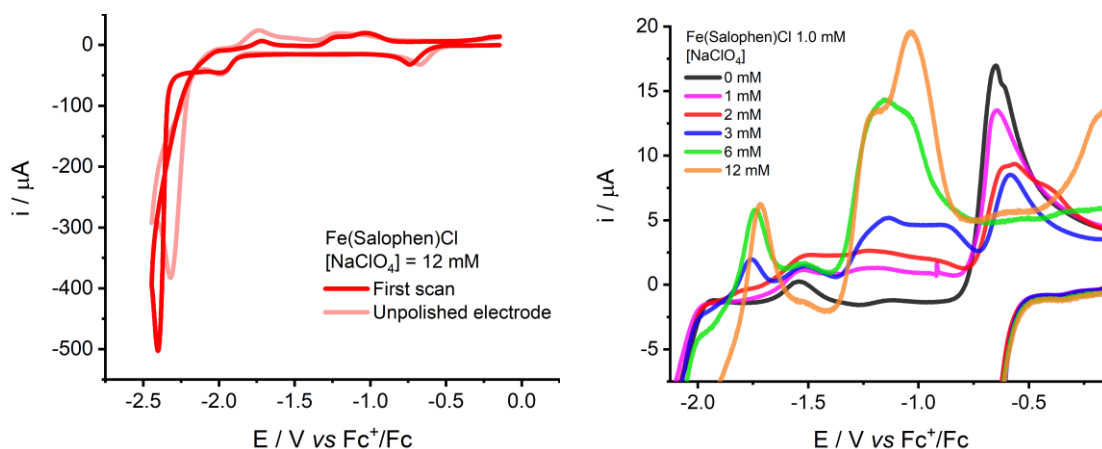 0
-100
-200
-300
-400
-500
i / µA
Fe(Salophen)Cl
[NaClO₄] = 12 mM
First scan
Unpolished electrode
-2.5
-2.0
-1.5
-1.0
-0.5
0.0
E / V vs Fc⁺/Fc
20
15
10
5
0
-5
i / µA
Fe(Salophen)Cl 1.0 mM
[NaClO₄]
0 mM
1 mM
2 mM
3 mM
6 mM
12 mM
-2.0
-1.5
-1.0
-0.5
E / V vs Fc⁺/Fc